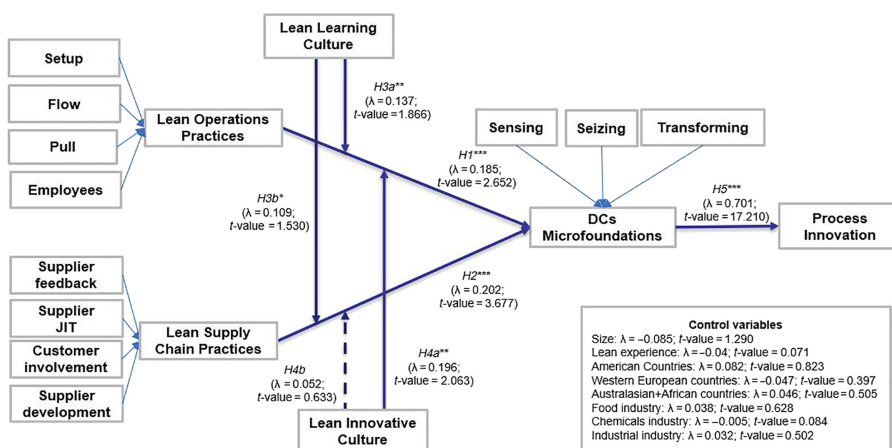 Lean Learning
Culture
Setup
Flow
Pull
Employees
Lean Operations
Practices
H3a**
(λ=0.137;
t-value=1.866)
Sensing
Seizing
Transforming
H1***
(λ=0.185;
t-value = 2.652)
H3b*
(λ=0.109;
t-value=1.530)
DCs
Microfoundations
H5***
(λ=0.701;
t-value = 17.210)
Process
Innovation
Supplier
feedback
Supplier
JIT
Customer
involvement
Supplier
development
Lean Supply
Chain Practices
H2***
(λ=0.202;
t-value=3.677)
H4b
(λ=0.052;
t-value=0.633)
H4a**
(λ=0.196;
t-value = 2.063)
Lean Innovative
Culture
Control variables
Size: λ=−0.085; t-value = 1.290
Lean experience: λ=−0.04; t-value = 0.071
American Countries: λ=0.082; t-value = 0.823
Western European countries: λ=−0.047; t-value = 0.397
Australasian+African countries: λ=0.046; t-value = 0.505
Food industry: λ=0.038; t-value = 0.628
Chemicals industry: λ=−0.005; t-value = 0.084
Industrial industry: λ=0.032; t-value = 0.502